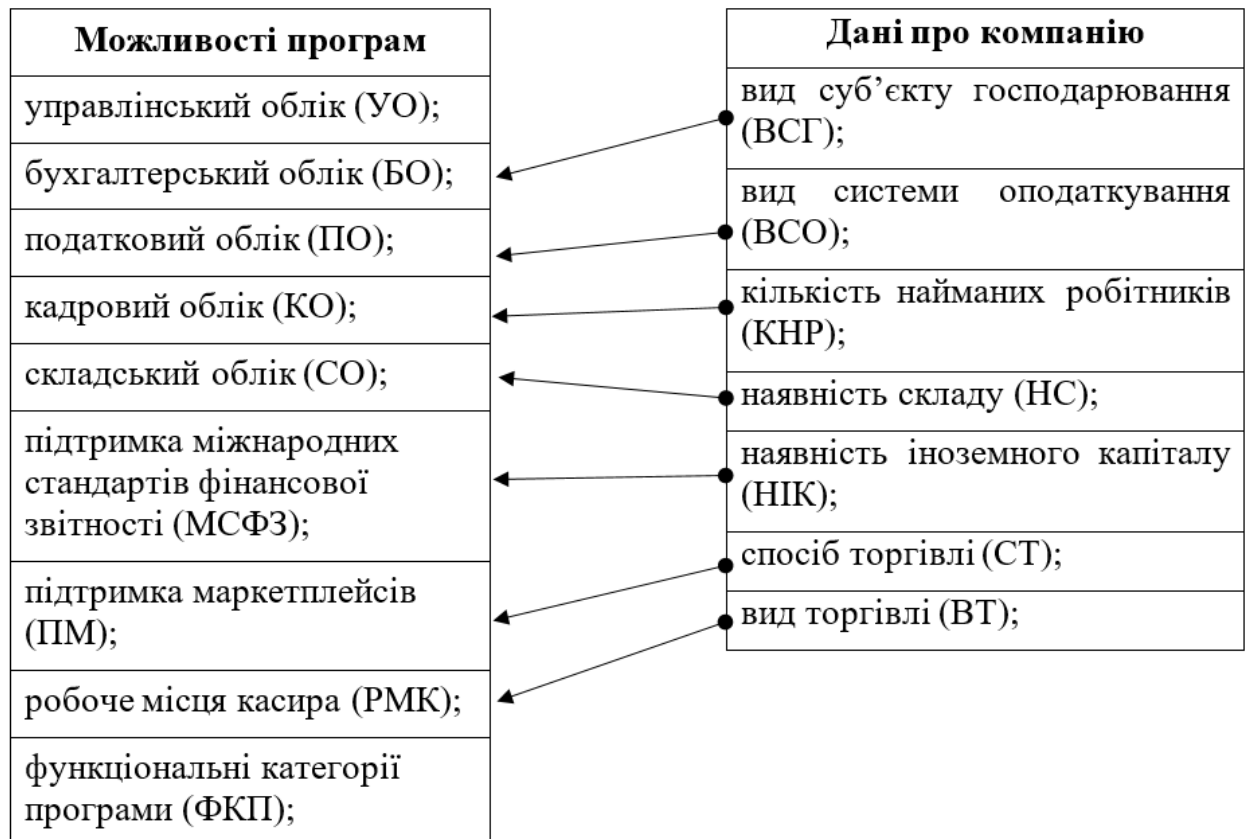 Можливості програм
управлінський облік (УО);
бухгалтерський облік (БО);
податковий облік (ПО);
кадровий облік (КО);
складський облік (СО);
підтримка міжнародних
стандартів фінансової
звітності (МСФЗ);
підтримка маркетплейсів
(ПМ);
робоче місця касира (РМК);
функціональні категорії
програми (ФКП);
Дані про компанію
вид суб’єкту господарювання
(ВСГ);
вид системи оподаткування
(ВСО);
кількість найманих робітників
(КНР);
наявність складу (НС);
наявність іноземного капіталу
(НІК);
спосіб торгівлі (СТ);
вид торгівлі (ВТ);